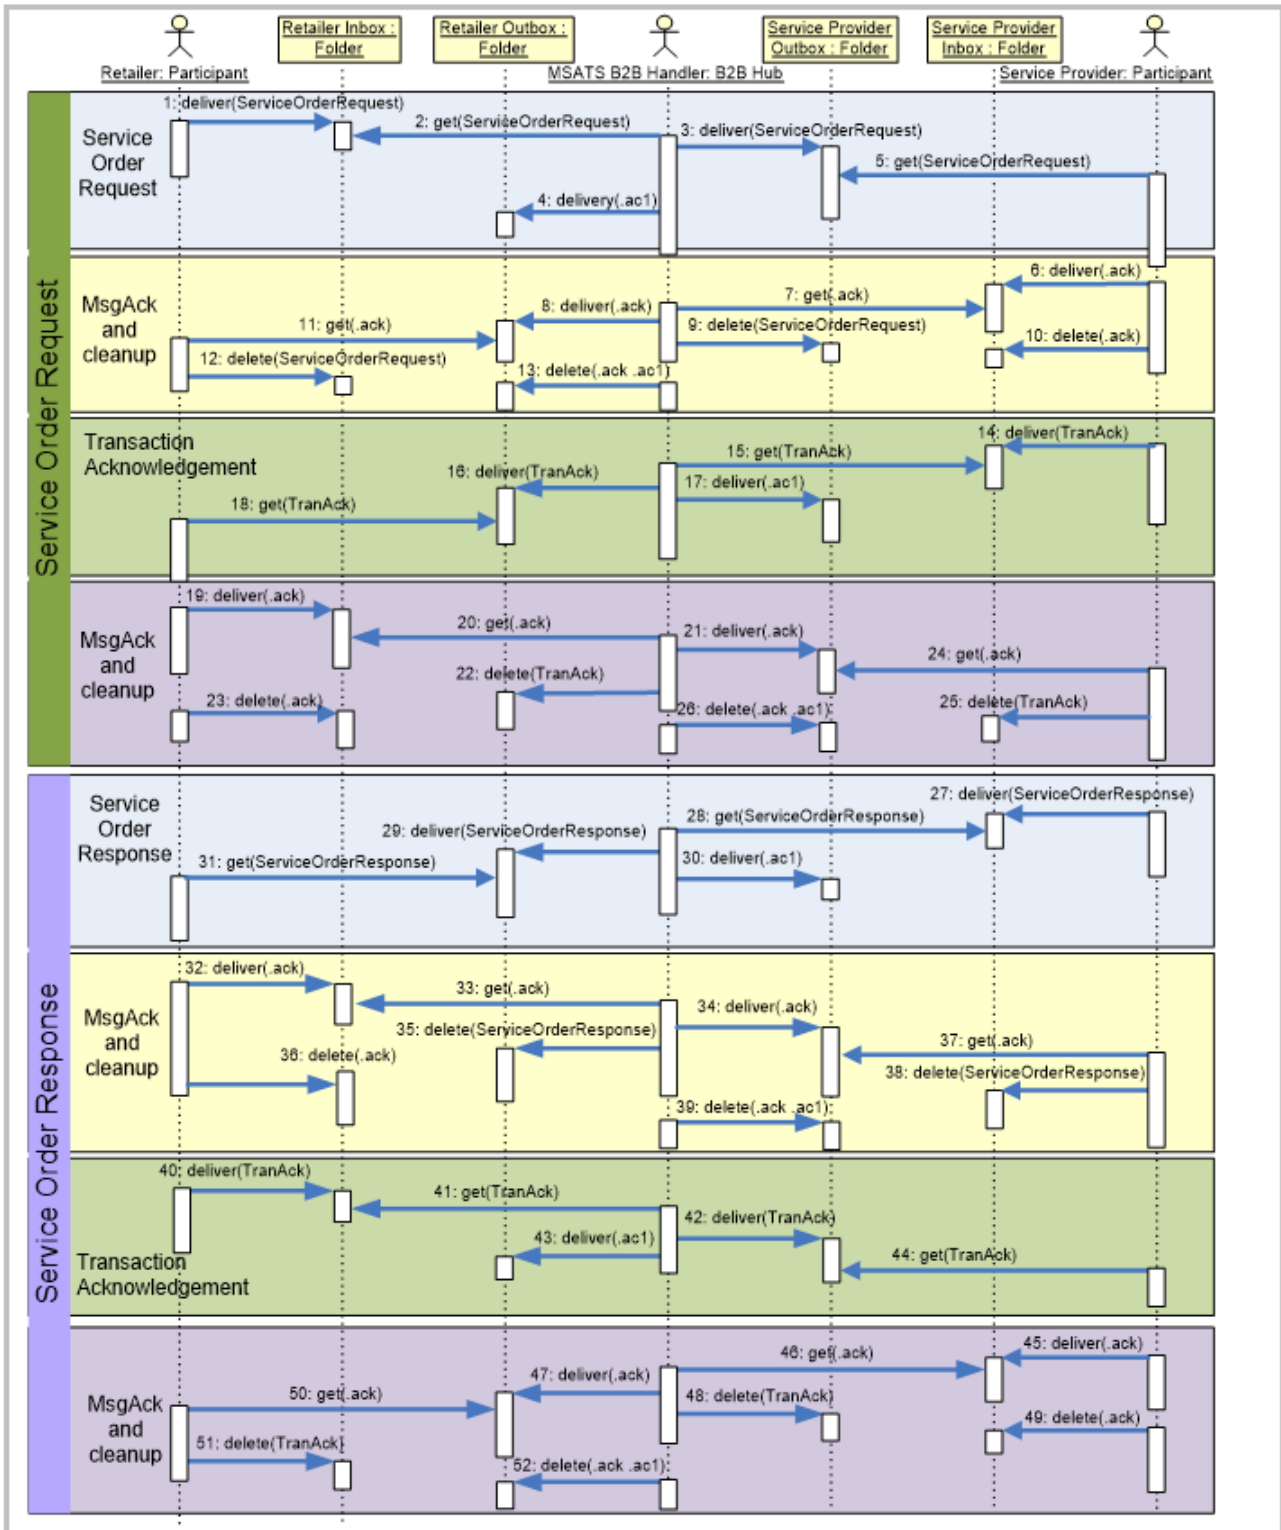 Retailer Inbox :
Folder
Retailer Outbox :
Folder
Service Provider
Outbox : Folder
Service Provider
Inbox : Folder
Retailer: Participant
MSATS B2B Handler: B2B Hub
Service Provider: Participant
Service Order Request
Service
Order
Request
1: deliver(ServiceOrderRequest)
2: get(ServiceOrderRequest)
3: deliver(ServiceOrderRequest)
5: get(ServiceOrderRequest)
4: delivery(.ac1)
MsgAck
and
cleanup
6: deliver(.ack)
7: get(.ack)
8: deliver(.ack)
11: get(.ack)
9: delete(ServiceOrderRequest)
10: delete(.ack)
12: delete(ServiceOrderRequest)
13: delete(.ack .ac1)
Transaction
Acknowledgement
14: deliver(TranAck)
15: get(TranAck)
16: deliver(TranAck)
17: deliver(.ac1)
18: get(TranAck)
MsgAck
and
cleanup
19: deliver(.ack)
20: get(.ack)
21: deliver(.ack)
24: get(.ack)
22: delete(TranAck)
23: delete(.ack)
26: delete(.ack .ac1)
25: delete(TranAck)
Service Order Response
Service
Order
Response
27: deliver(ServiceOrderResponse)
28: get(ServiceOrderResponse)
29: deliver(ServiceOrderResponse)
30: deliver(.ac1)
31: get(ServiceOrderResponse)
MsgAck
and
cleanup
32: deliver(.ack)
33: get(.ack)
34: deliver(.ack)
35: delete(ServiceOrderResponse)
37: get(.ack)
36: delete(.ack)
38: delete(ServiceOrderResponse)
39: delete(.ack .ac1)
40: deliver(TranAck)
41: get(TranAck)
42: deliver(TranAck)
43: deliver(.ac1)
44: get(TranAck)
Transaction
Acknowledgement
MsgAck
and
cleanup
45: deliver(.ack)
46: get(.ack)
47: deliver(.ack)
50: get(.ack)
48: delete(TranAck)
49: delete(.ack)
51: delete(TranAck)
52: delete(.ack .ac1)